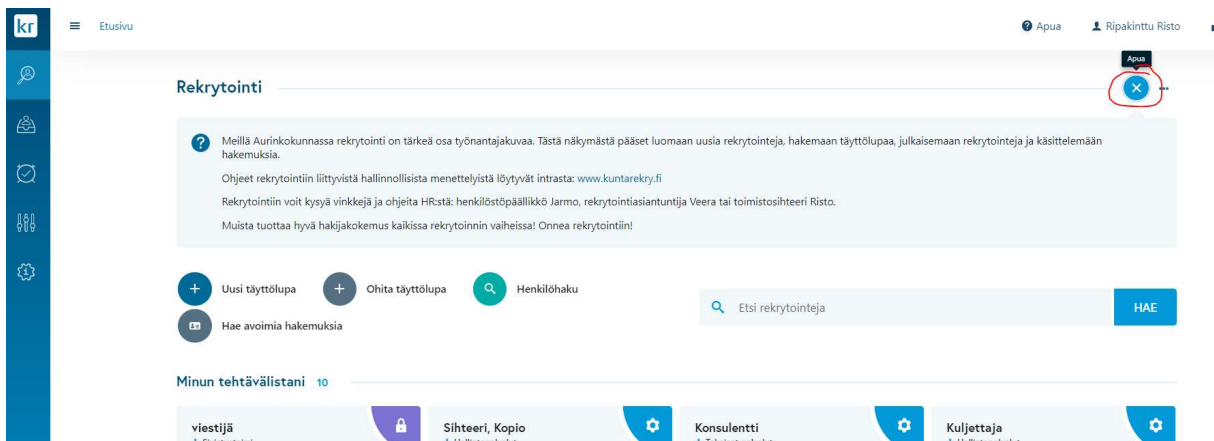 kr
Etusivu
Apua
Ripakinttu Risto
Apua
Rekrytointi
Meillä Aurinkokunnassa rekrytointi on tärkeä osa työnantajakuvaa. Tästä näkymästä pääset luomaan uusia rekrytointeja, hakemaan täyttölupaa, julkaisemaan rekrytointeja ja käsittelemään
hakemuksia.
Ohjeet rekrytointiin liittyvistä hallinnollisista menettelyistä löytyvät intrasta: www.kuntarekry.fi
Rekrytointiin voit kysyä vinkkejä ja ohjeita HR:stä: henkilöstöpäällikkö Jarmo, rekrytointiasiantuntija Veera tai toimistosihteeri Risto.
Muista tuottaa hyvä hakijakokemus kaikissa rekrytoinnin vaiheissa! Onnea rekrytointiin!
Uusi täyttölupa
Ohita täyttölupa
Henkilöhaku
Hae avoimia hakemuksia
Etsi rekrytointeja
HAE
Minun tehtävälistani 10
viestijä
Sihteeri, Kopio
Konsulentti
Kuljettaja